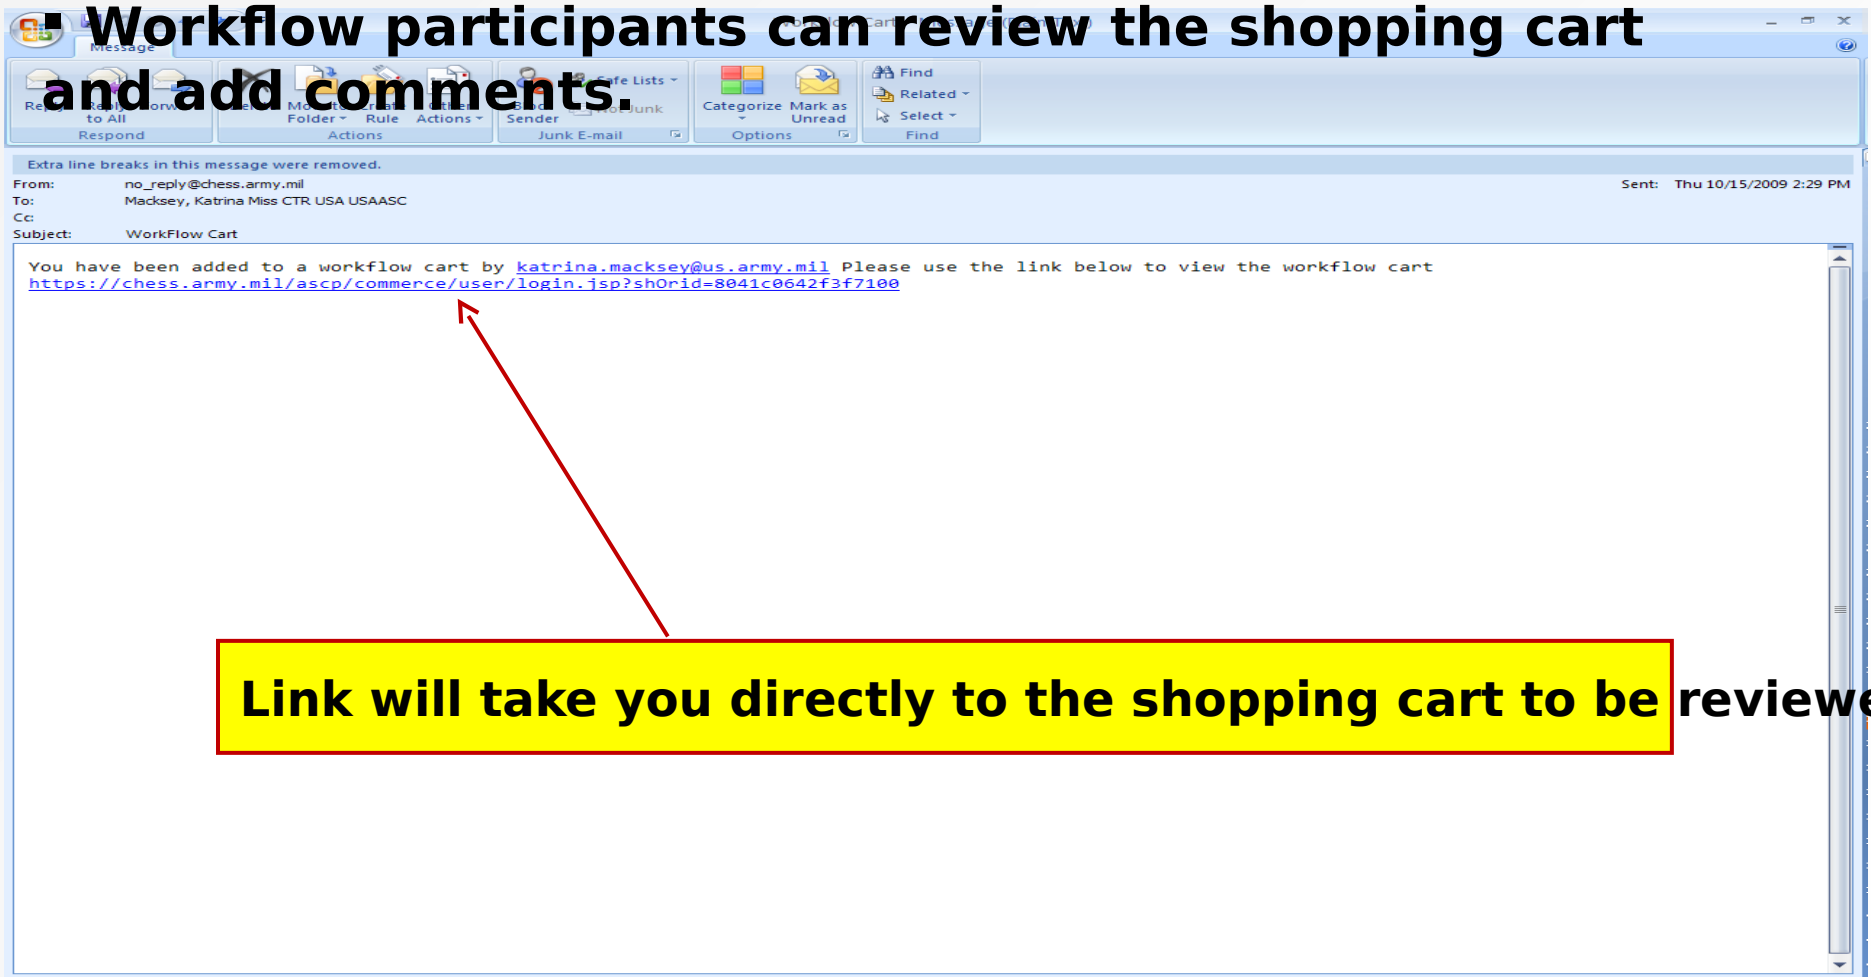 ▪ Workflow participants can review the shopping cart
and add comments.
Message
Safe Lists
Not Junk
Reply Reply
to All
Folder Rule Actions
Sender
Categorize Mark as
Unread
Find
Related
Select
Respond Actions Junk E-mail Options Find
Extra line breaks in this message were removed.
From: no_reply@chess.army.mil Sent: Thu 10/15/2009 2:29 PM
To: Macksey, Katrina Miss CTR USA USAASC
Cc:
Subject: WorkFlow Cart
You have been added to a workflow cart by katrina.macksey@us.army.mil Please use the link below to view the workflow cart
https://chess.army.mil/ascp/commerce/user/login.jsp?shOrid=8041c0642f3f7100
Link will take you directly to the shopping cart to be reviewe